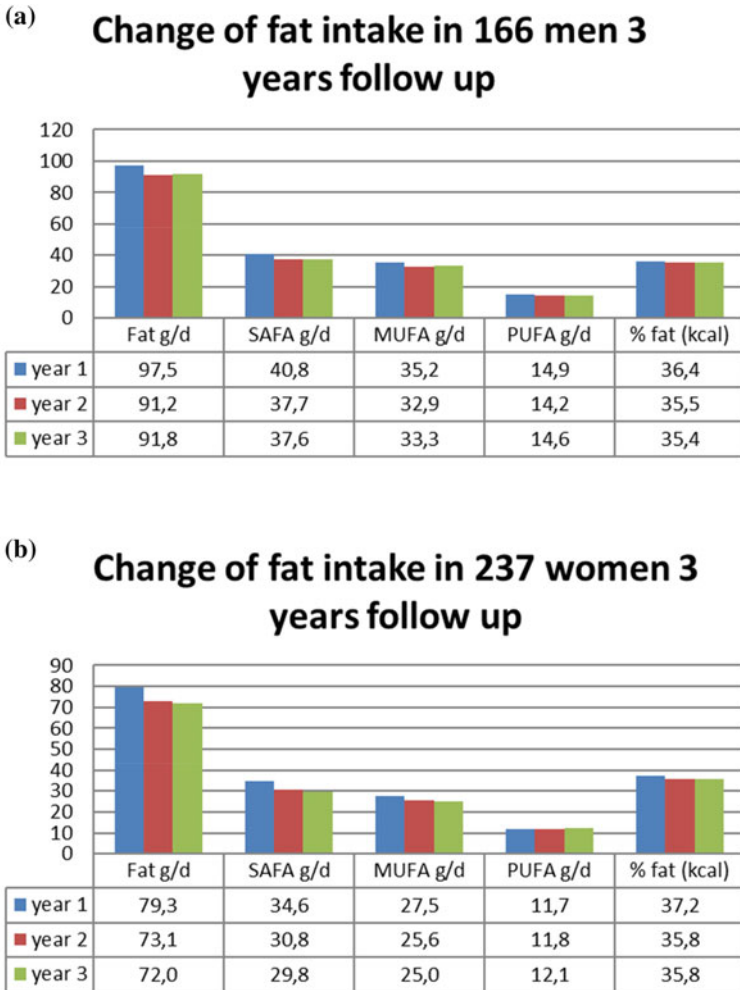 (a)
Change of fat intake in 166 men 3
years follow up
120
100
80
60
40
20
0
Fat g/d SAFA g/d MUFA g/d PUFA g/d % fat (kcal)
year 1 97,5 40,8 35,2 14,9 36,4
year 2 91,2 37,7 32,9 14,2 35,5
year 3 91,8 37,6 33,3 14,6 35,4
(b)
Change of fat intake in 237 women 3
years follow up
90
80
70
60
50
40
30
20
10
0
Fat g/d SAFA g/d MUFA g/d PUFA g/d % fat (kcal)
year 1 79,3 34,6 27,5 11,7 37,2
year 2 73,1 30,8 25,6 11,8 35,8
year 3 72,0 29,8 25,0 12,1 35,8